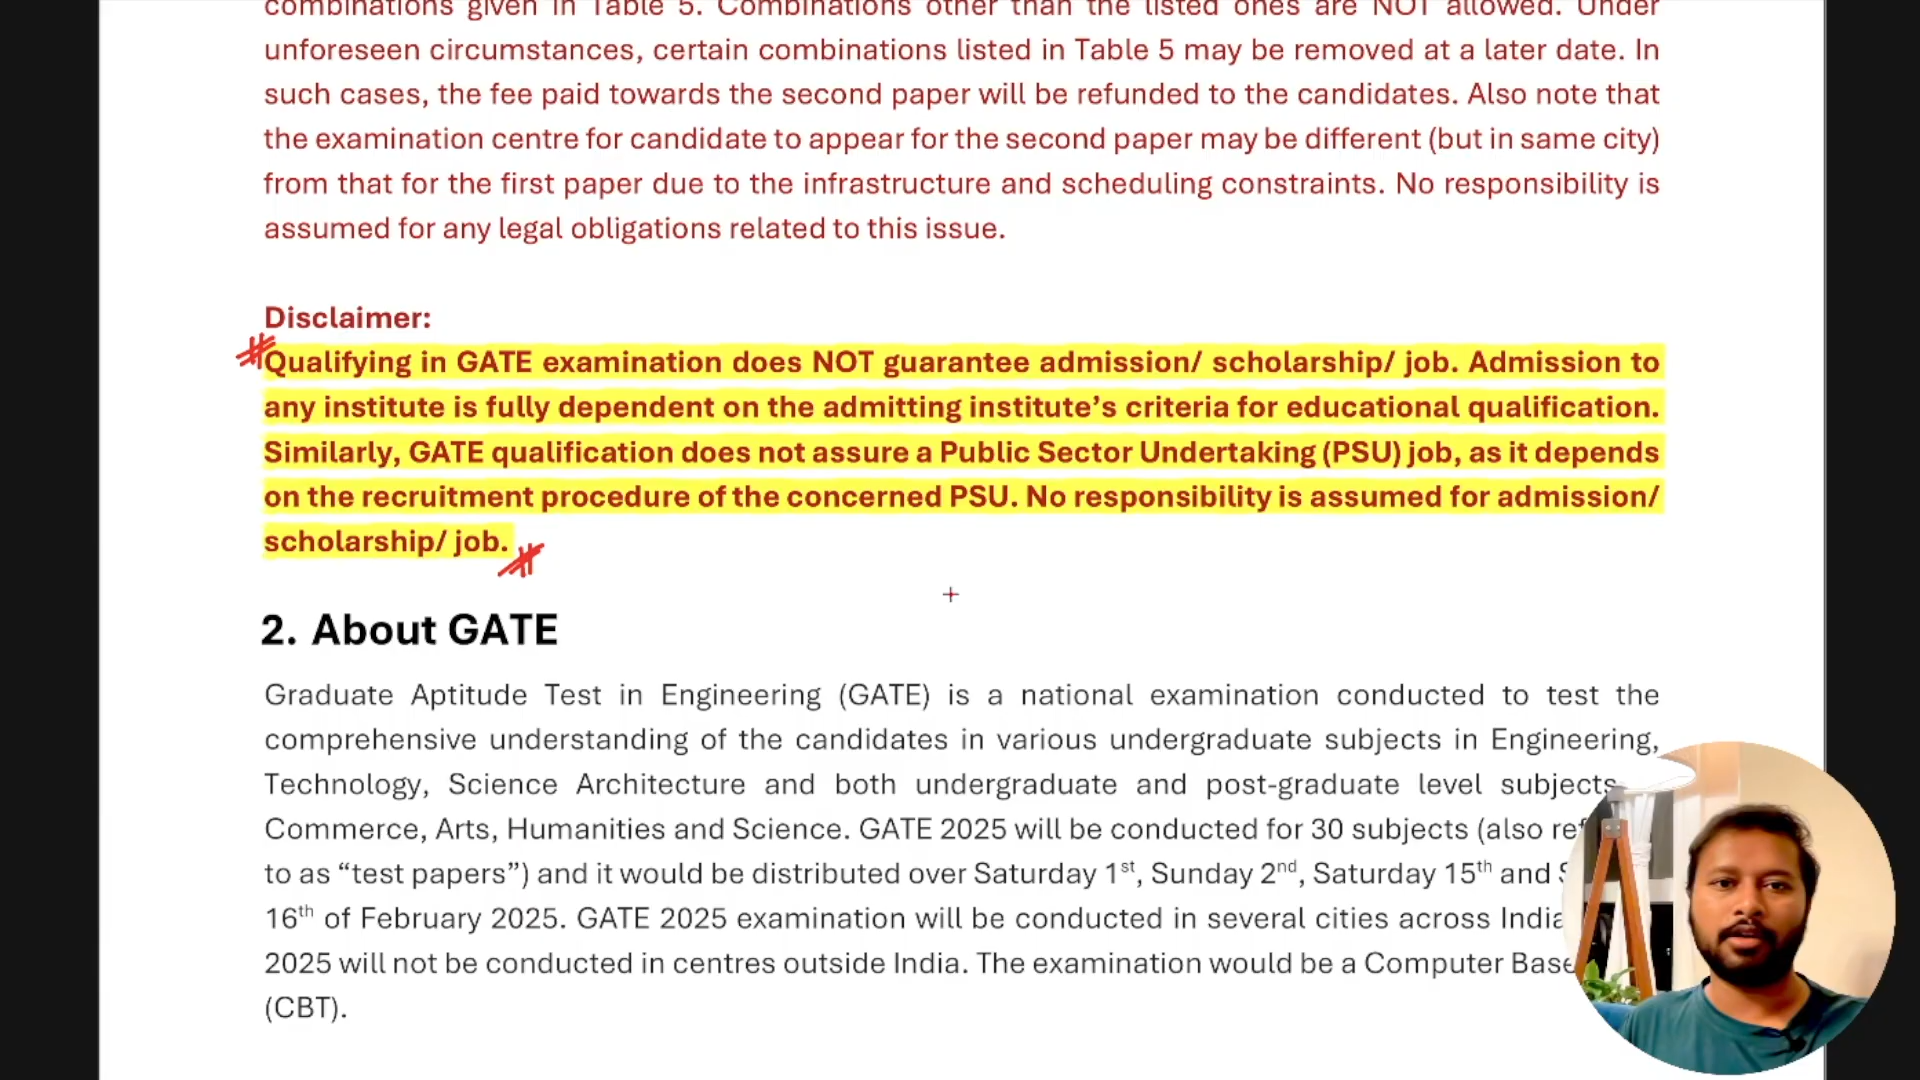 combinations given in Table 5. Combinations other than the listed ones are NOT allowed. Under
unforeseen circumstances, certain combinations listed in Table 5 may be removed at a later date. In
such cases, the fee paid towards the second paper will be refunded to the candidates. Also note that
the examination centre for candidate to appear for the second paper may be different (but in same city)
from that for the first paper due to the infrastructure and scheduling constraints. No responsibility is
assumed for any legal obligations related to this issue.
Disclaimer:
Qualifying in GATE examination does NOT guarantee admission/ scholarship/ job. Admission to
any institute is fully dependent on the admitting institute’s criteria for educational qualification.
Similarly, GATE qualification does not assure a Public Sector Undertaking (PSU) job, as it depends
on the recruitment procedure of the concerned PSU. No responsibility is assumed for admission/
scholarship/ job.
2. About GATE
Graduate Aptitude Test in Engineering (GATE) is a national examination conducted to test the
comprehensive understanding of the candidates in various undergraduate subjects in Engineering,
Technology, Science Architecture and both undergraduate and post-graduate level subjects
Commerce, Arts, Humanities and Science. GATE 2025 will be conducted for 30 subjects (also
to as “test papers”) and it would be distributed over Saturday 1st, Sunday 2nd, Saturday 15th and
16th of February 2025. GATE 2025 examination will be conducted in several cities across India
2025 will not be conducted in centres outside India. The examination would be a Computer
(CBT).